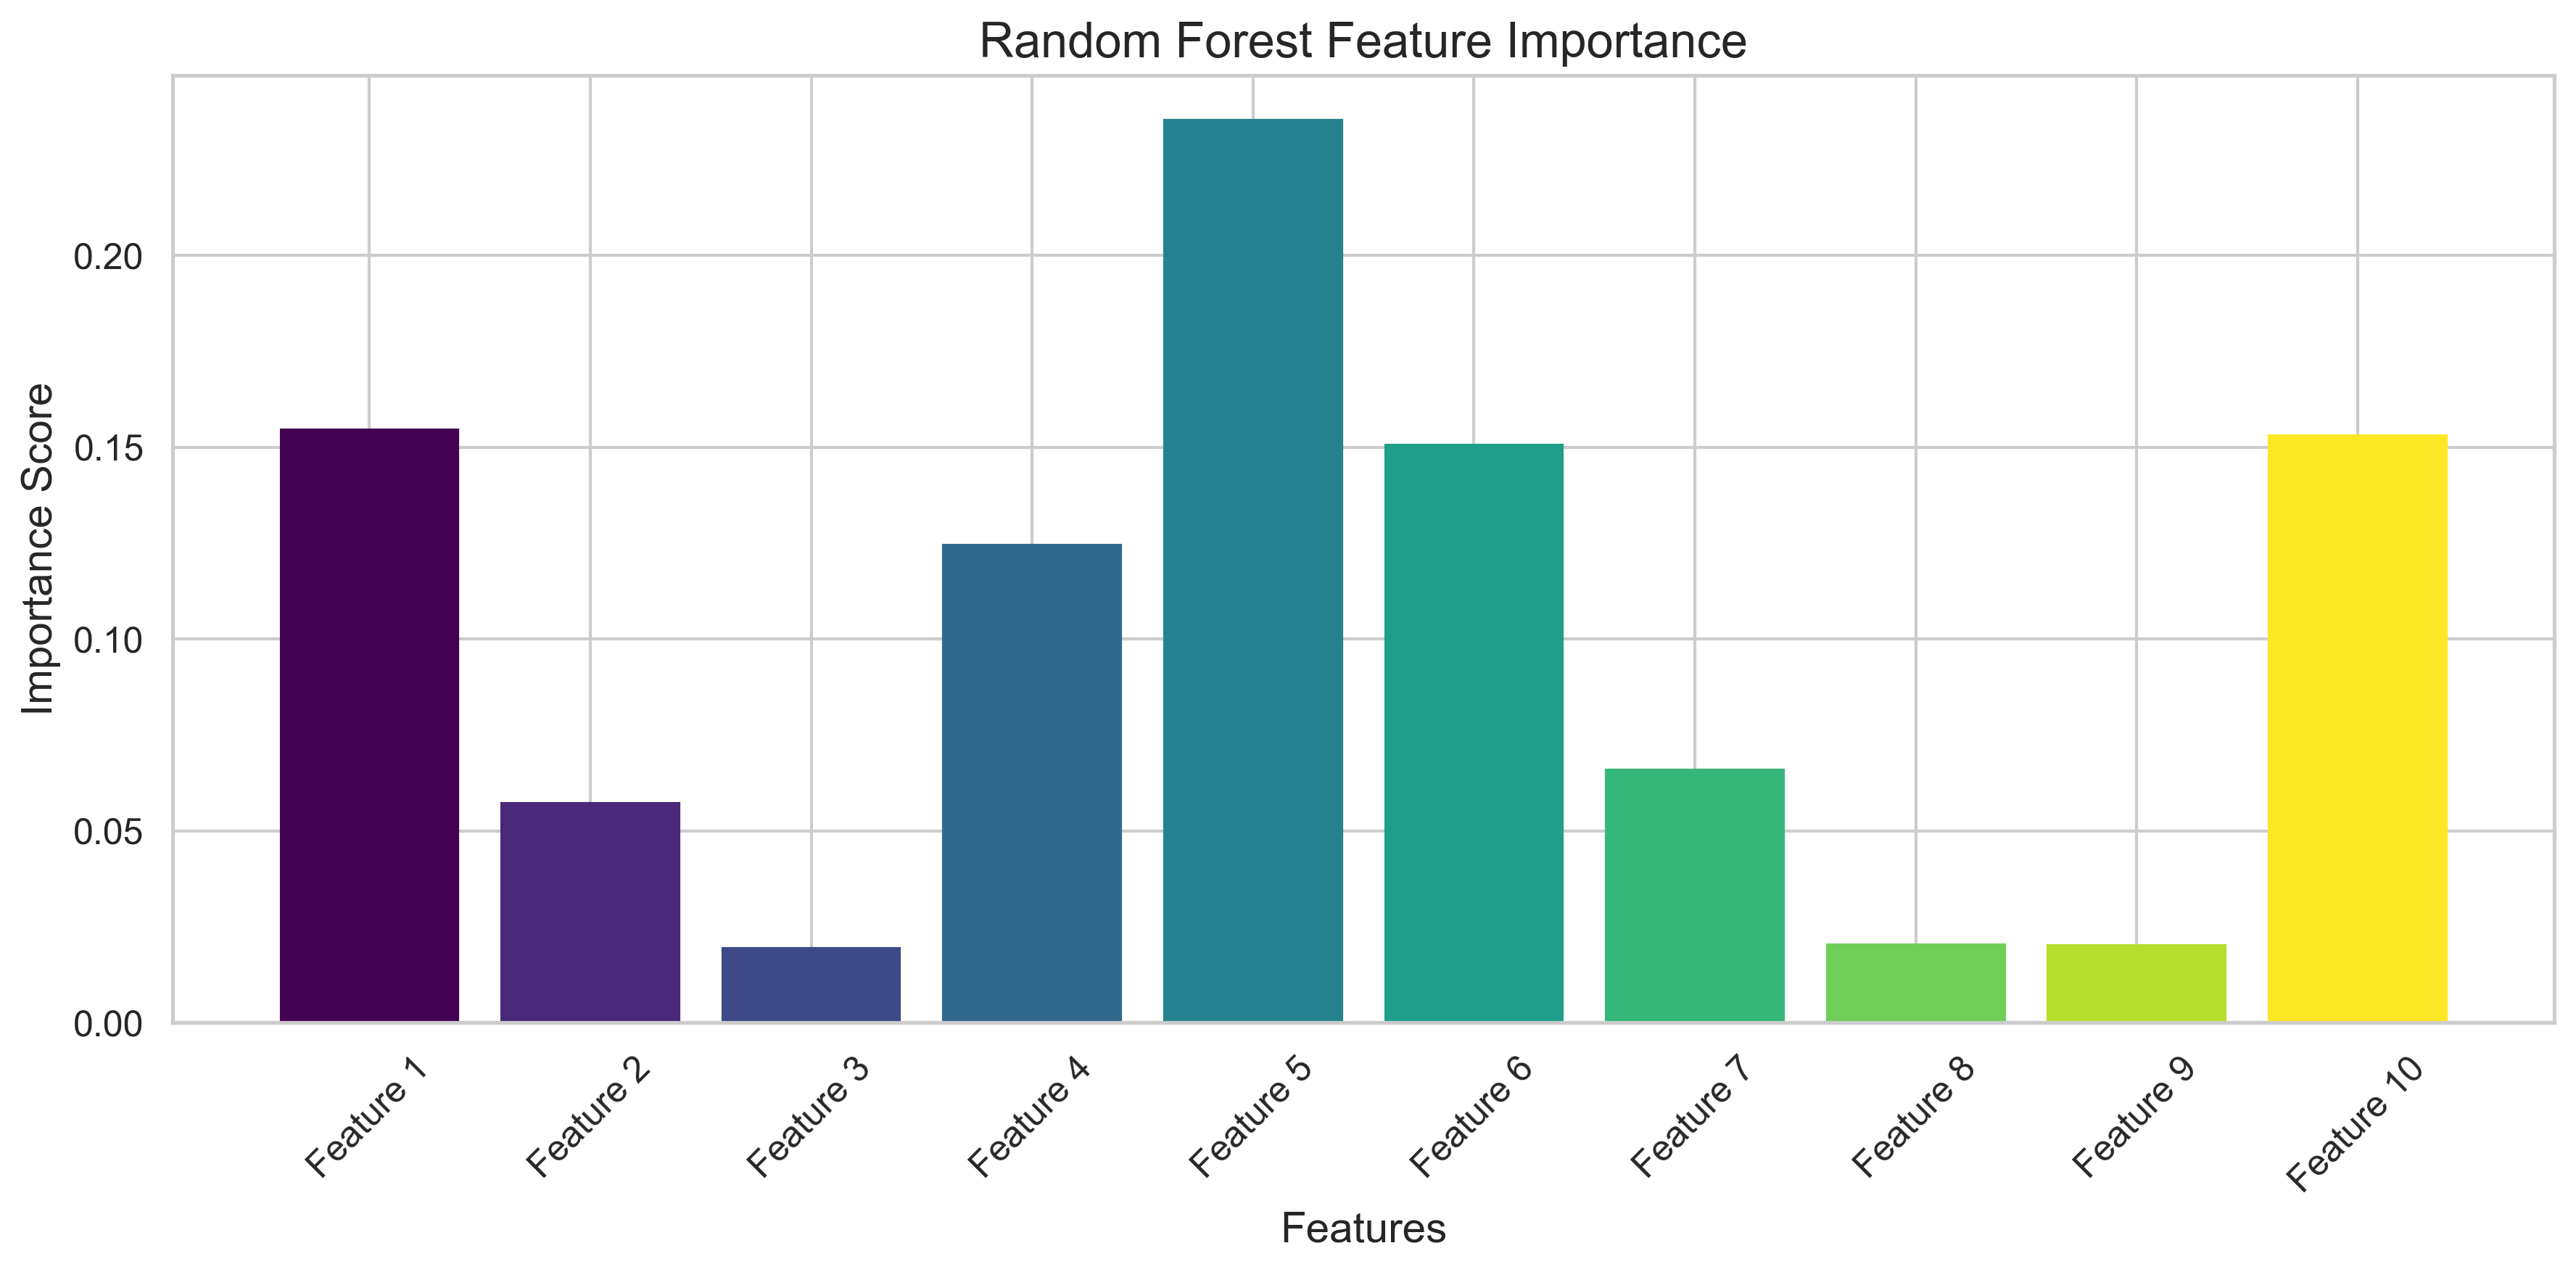 Random Forest Feature Importance
Importance Score
0.20
0.15
0.10
0.05
0.00
Feature 1
Feature 2
Feature 3
Feature 4
Feature 5
Feature 6
Feature 7
Feature 8
Feature 9
Feature 10
Features